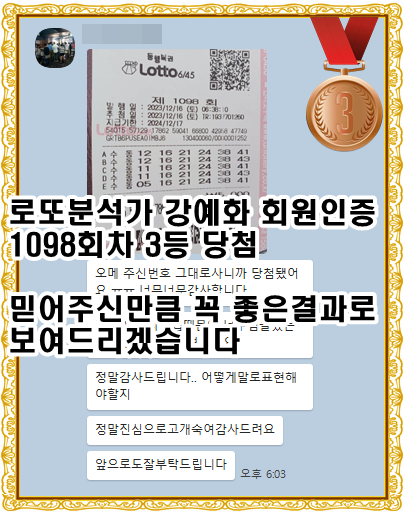 동행복권
Lotto 6/45
제 1098 회
발 행 일 : 2023/12/16 (토)
추 첨 일 : 2023/12/16 (토)
지급기한 : 2024/12/17
A 수동 12 16 21 24 38 41
B 수동 12 16 21 24 38 41
C 수동 11 16 21 24 38 41
D 수동 11 16 21 24 38 41
E 수동 05 16 21 24 38 41
3
로또분석가 강예화 회원인증
1098회차 3등 당첨
오메 주신번호 그대로사니까 당첨됐어
요 ㅠㅠ 너무너무감사합니다
믿어주신만큼 꼭 좋은결과로
보여드리겠습니다
정말감사드립니다.. 어떻게말로표현해
야할지
정말진심으로고개숙여감사드려요
앞으로도잘부탁드립니다
오후 6:03